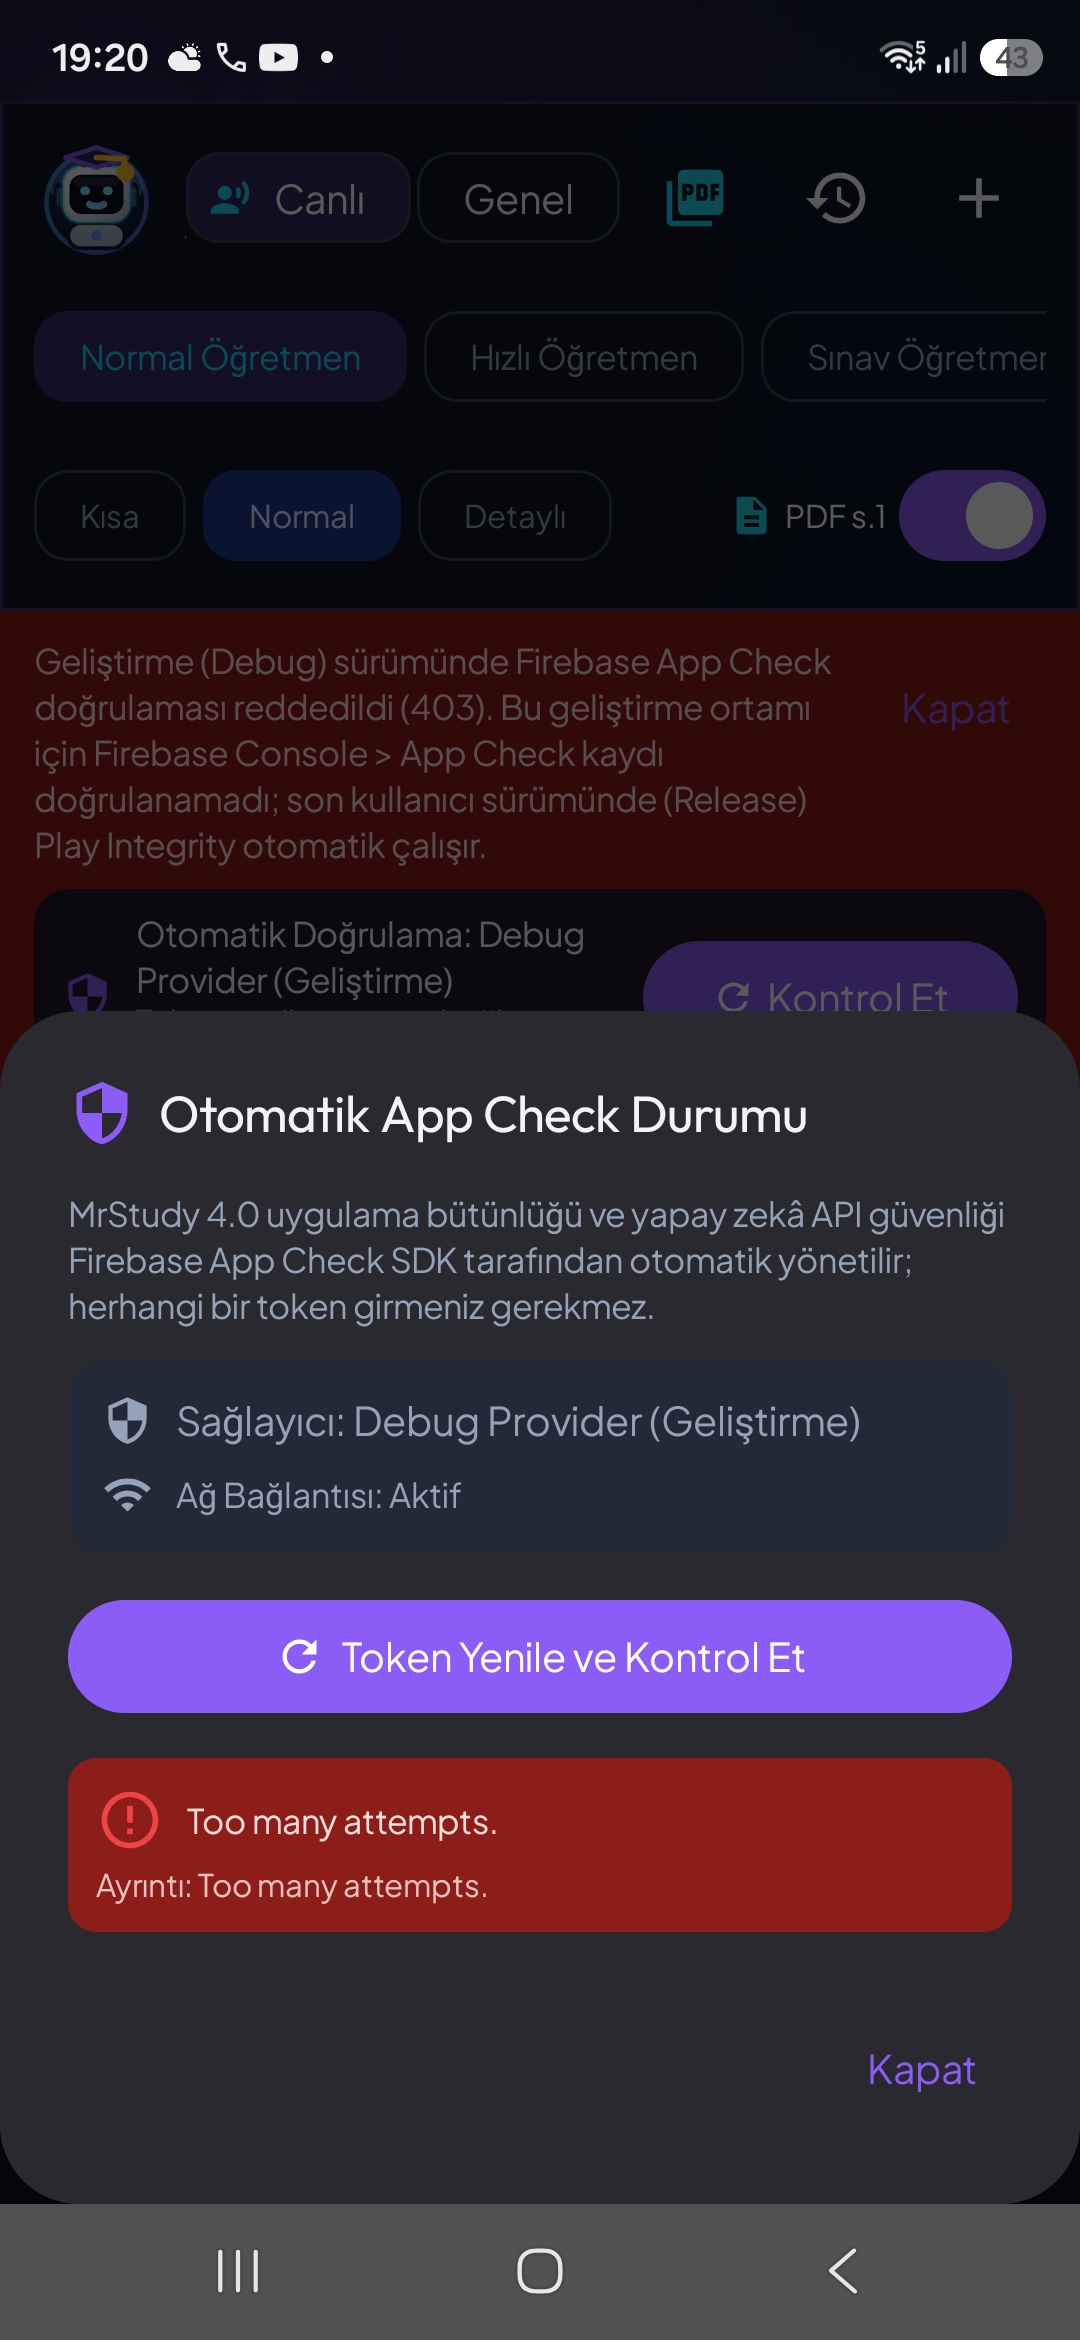 19:20
5
43
Canlı
Genel
PDF
Normal Öğretmen
Hızlı Öğretmen
Sınav Öğretmen
Kısa
Normal
Detaylı
PDF s.1
Geliştirme (Debug) sürümünde Firebase App Check
doğrulaması reddedildi (403). Bu geliştirme ortamı
için Firebase Console > App Check kaydı
doğrulanamadı; son kullanıcı sürümünde (Release)
Play Integrity otomatik çalışır.
Kapat
Otomatik Doğrulama: Debug
Provider (Geliştirme)
Kontrol Et
Otomatik App Check Durumu
MrStudy 4.0 uygulama bütünlüğü ve yapay zekâ API güvenliği
Firebase App Check SDK tarafından otomatik yönetilir;
herhangi bir token girmeniz gerekmez.
Sağlayıcı: Debug Provider (Geliştirme)
Ağ Bağlantısı: Aktif
Token Yenile ve Kontrol Et
Too many attempts.
Ayrıntı: Too many attempts.
Kapat